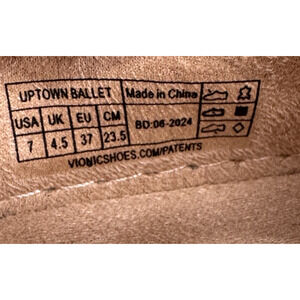 UPTOWN BALLET
USA UK EU CM
7 4.5 37 23.5
Made in China
BD:06-2024
VIONICSHOES.COM/PATENTS